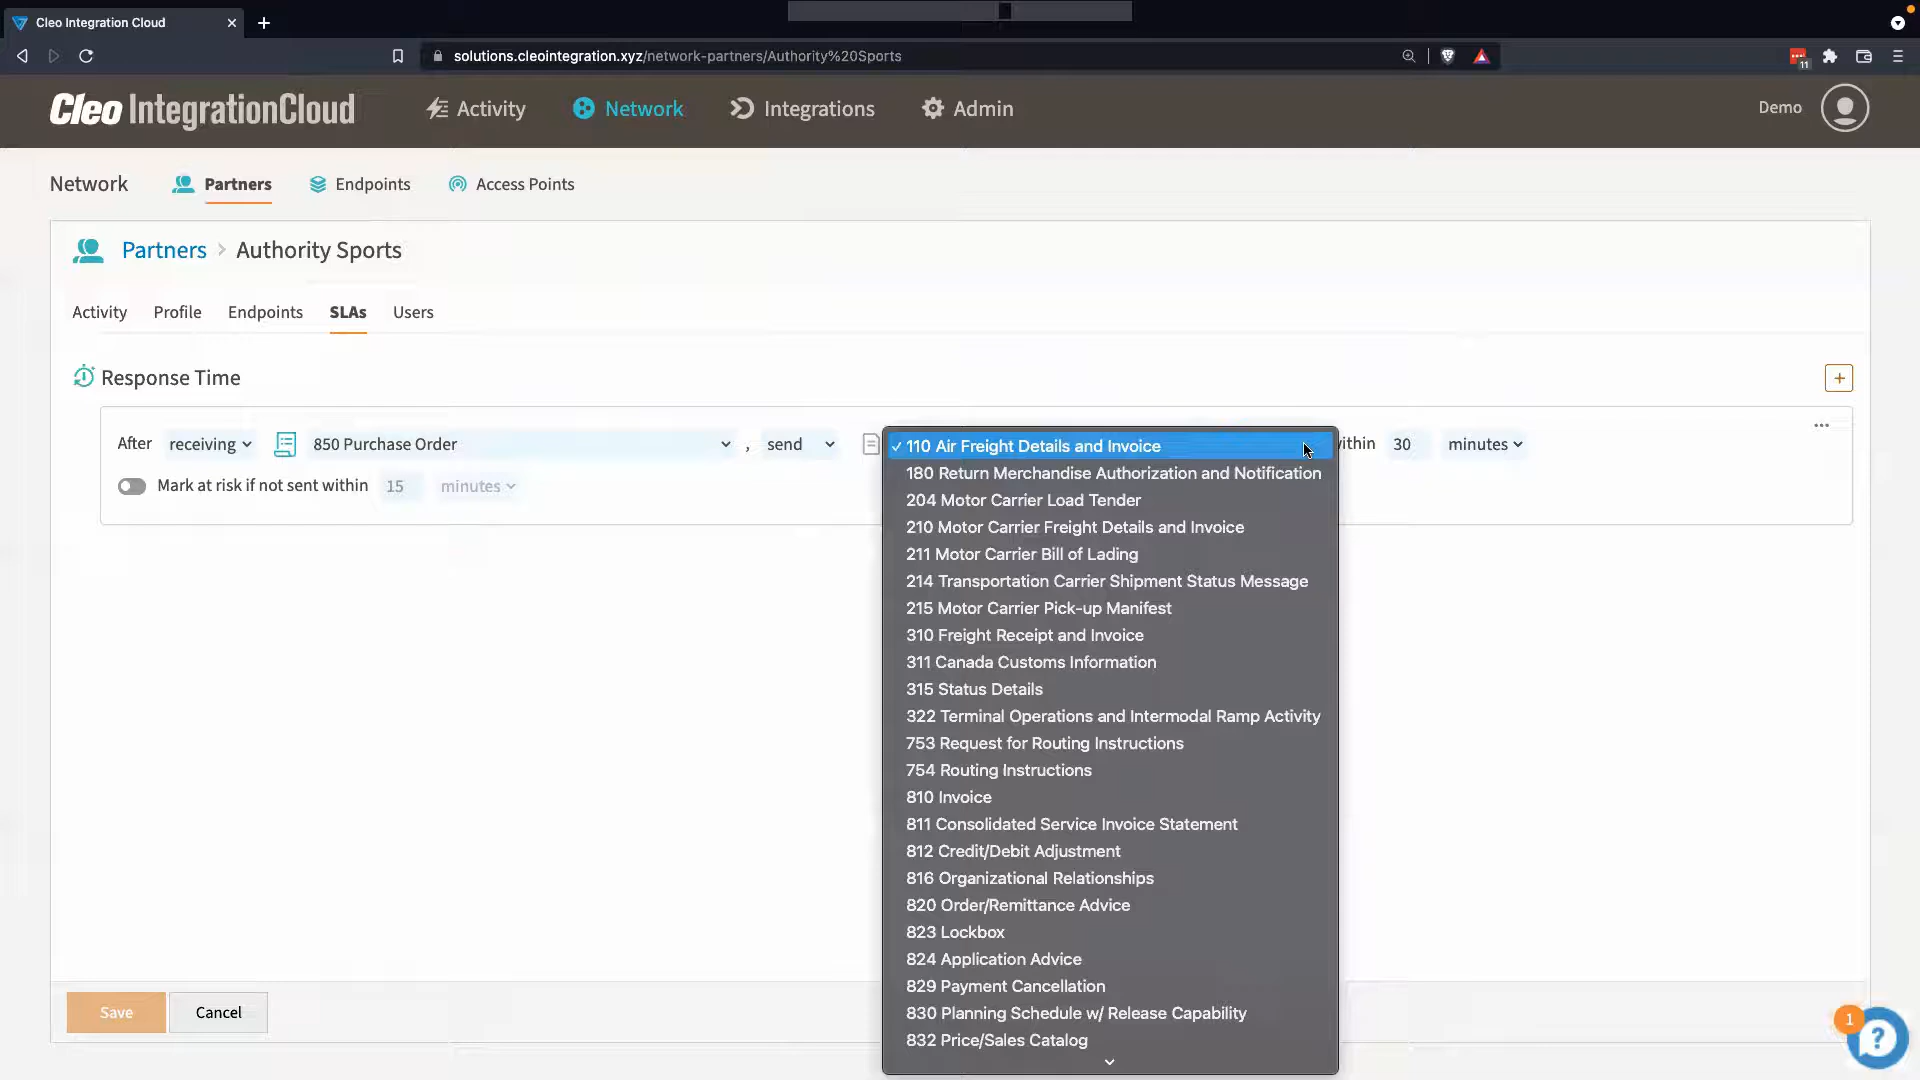 Cleo Integration Cloud
solutions.cleointegration.xyz/network-partners/Authority%20Sports
11
Cleo IntegrationCloud
Activity
Network
Integrations
Admin
Demo
Network
Partners
Endpoints
Access Points
Partners > Authority Sports
Activity
Profile
Endpoints
SLAs
Users
Response Time
+
After receiving 850 Purchase Order , send
ithin 30 minutes
Mark at risk if not sent within 15 minutes
✓ 110 Air Freight Details and Invoice
180 Return Merchandise Authorization and Notification
204 Motor Carrier Load Tender
210 Motor Carrier Freight Details and Invoice
211 Motor Carrier Bill of Lading
214 Transportation Carrier Shipment Status Message
215 Motor Carrier Pick-up Manifest
310 Freight Receipt and Invoice
311 Canada Customs Information
315 Status Details
322 Terminal Operations and Intermodal Ramp Activity
753 Request for Routing Instructions
754 Routing Instructions
810 Invoice
811 Consolidated Service Invoice Statement
812 Credit/Debit Adjustment
816 Organizational Relationships
820 Order/Remittance Advice
823 Lockbox
824 Application Advice
829 Payment Cancellation
830 Planning Schedule w/ Release Capability
832 Price/Sales Catalog
Save
Cancel
1
?